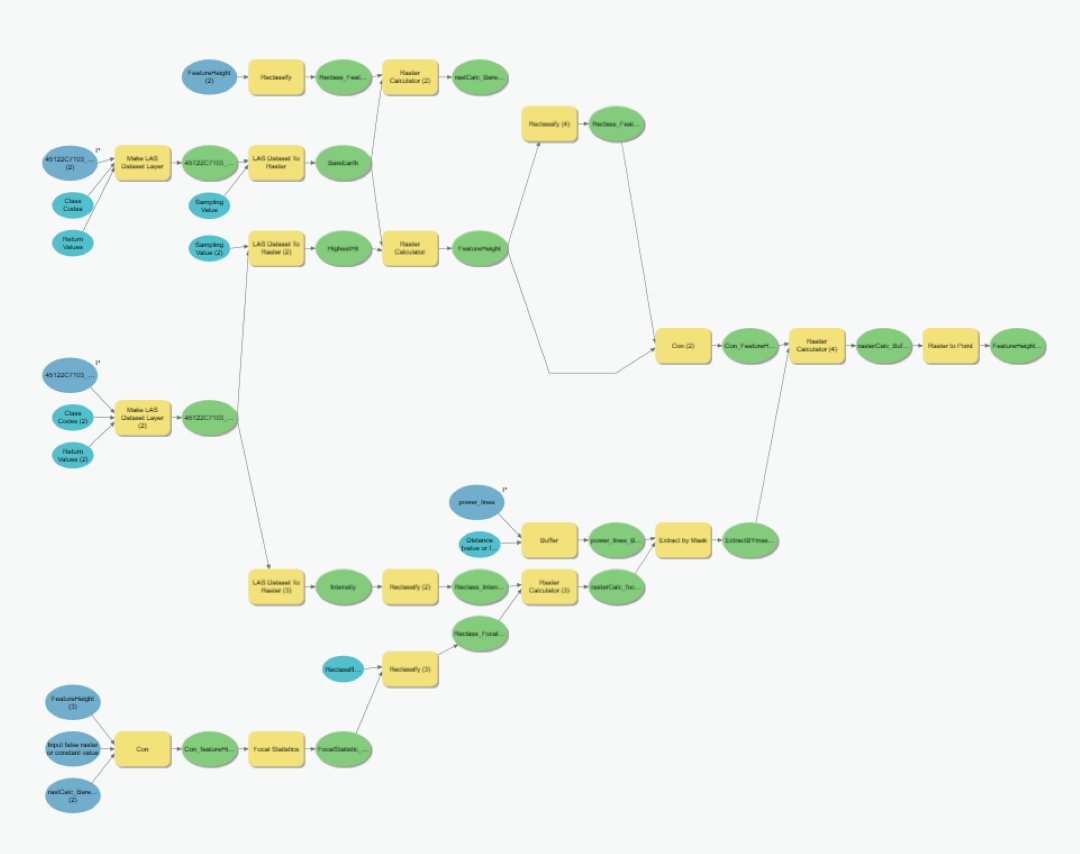 FeatureHeight
(2)
Reclassify
Reclass_Feat...
Raster
Calculator (2)
rastCalc_Bare...
Reclassify (4)
Reclass_Feat...
45122C7103_...
(2)
Make LAS
Dataset Layer
45122C7103_...
LAS Dataset To
Raster
BareEarth
Class
Codes
Sampling
Value
Return
Values
Sampling
Value (2)
LAS Dataset To
Raster (2)
HighestHit
Raster
Calculator
FeatureHeight
Con (2)
Con_FeatureH...
Raster
Calculator (4)
rasterCalc_Buf...
Raster to Point
FeatureHeight...
45122C7103_...
Class
Codes (2)
Make LAS
Dataset Layer
(2)
45122C7103_...
Return
Values (2)
power_lines
Distance
[value or f...
Buffer
power_lines_B...
Extract by Mask
LAS Dataset To
Raster (3)
Intensity
Reclassify (2)
Reclass_Inten...
Raster
Calculator (3)
Reclass_Focal...
Reclassifi...
Reclassify (3)
FeatureHeight
(3)
Input false raster
or constant value
Con
Con_featureHi...
Focal Statistics
FocalStatistic_...
rastCalc_Bare...
(2)